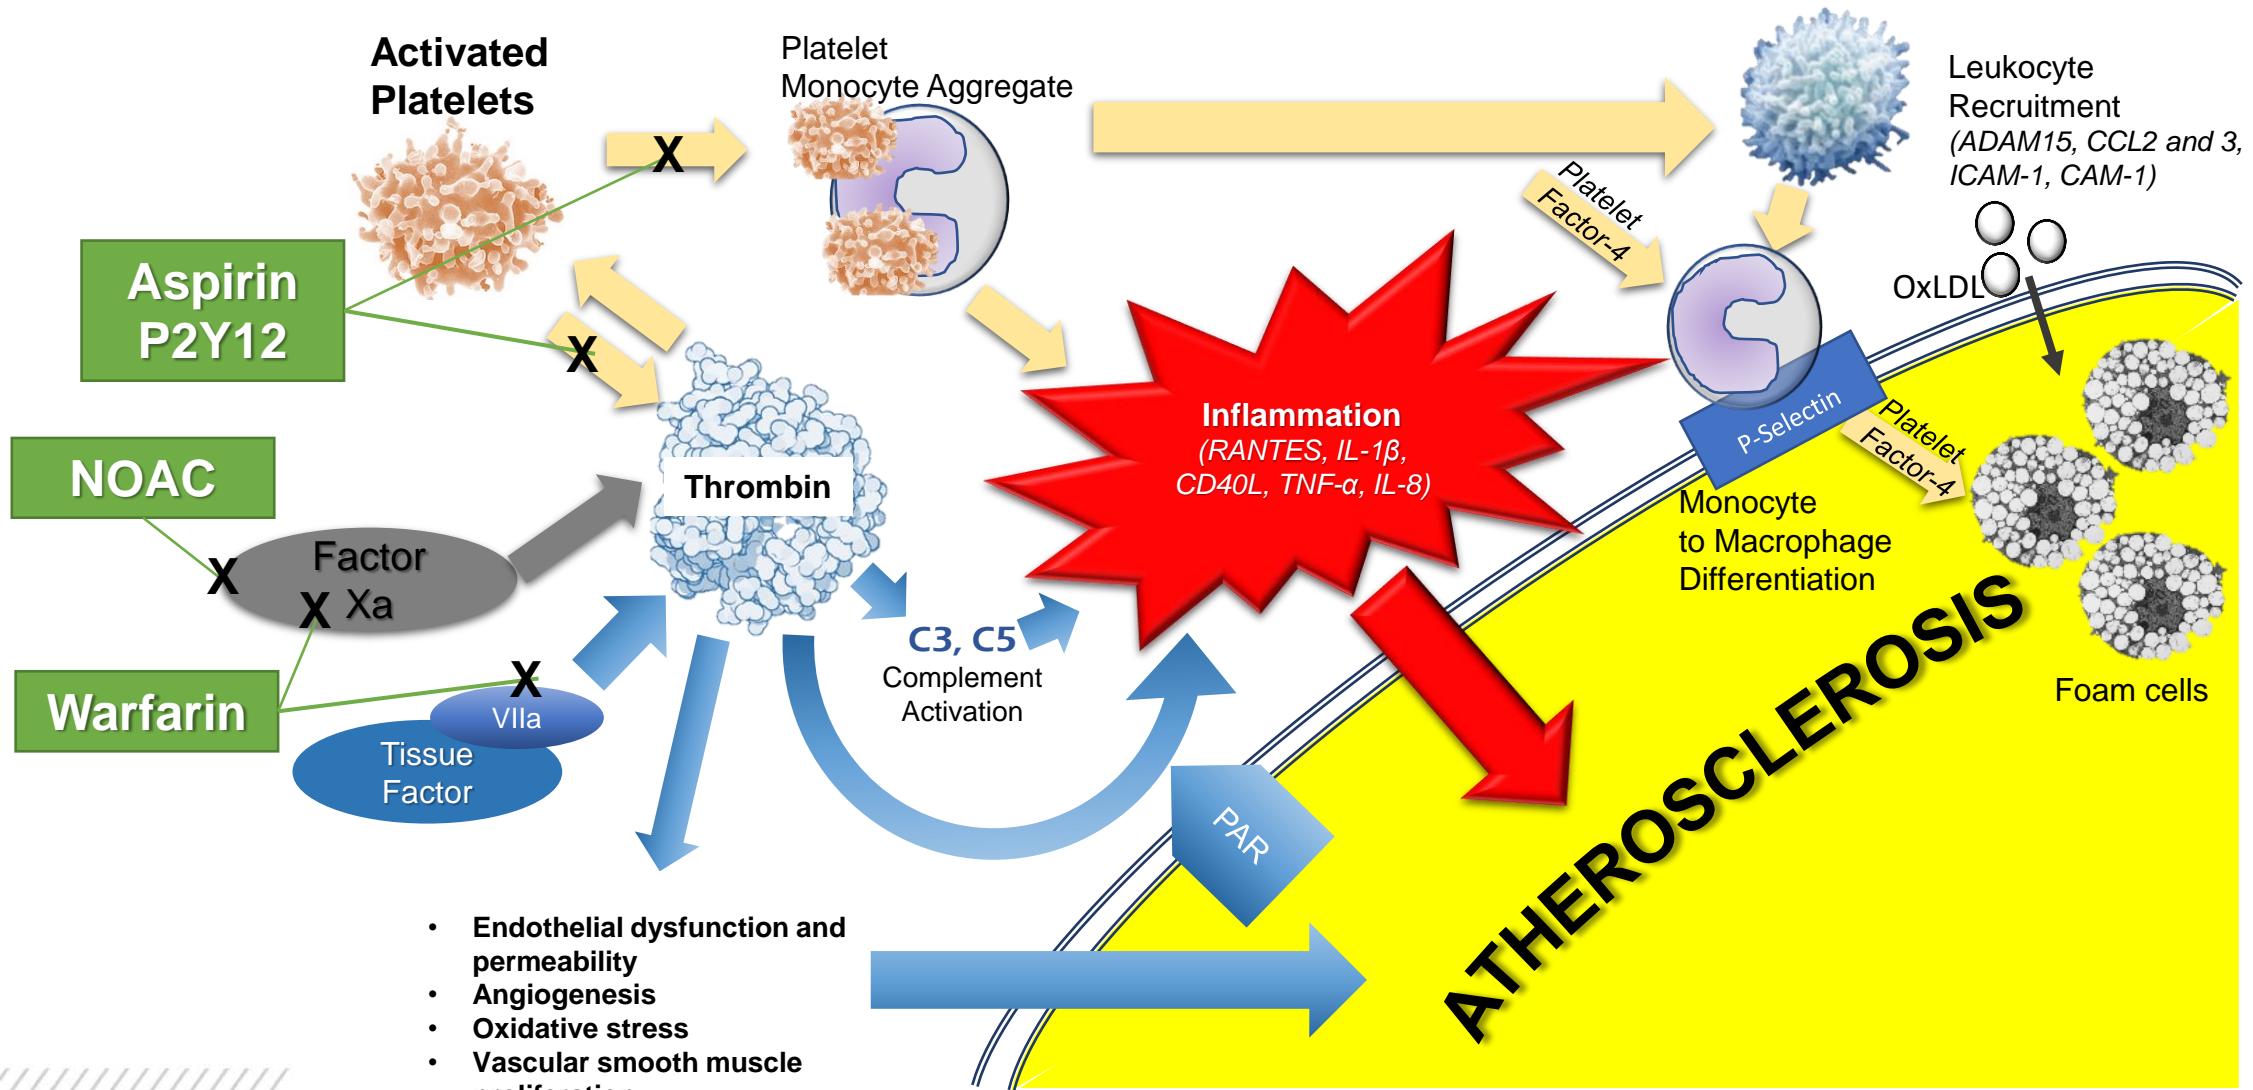 Activated
Platelets
Platelet
Monocyte Aggregate
Leukocyte
Recruitment
(ADAM15, CCL2 and 3,
ICAM-1, CAM-1)
X
Platelet
Factor-4
Aspirin
P2Y12
X
OxLDL
Inflammation
(RANTES, IL-1β,
CD40L, TNF-α, IL-8)
P-Selectin
Platelet
Factor-4
NOAC
Thrombin
Monocyte
to Macrophage
Differentiation
X
Factor
Xa
X
C3, C5
Complement
Activation
Warfarin
X
VIIa
Tissue
Factor
Foam cells
PAR
ATHEROSCLEROSIS
• Endothelial dysfunction and
permeability
• Angiogenesis
• Oxidative stress
• Vascular smooth muscle